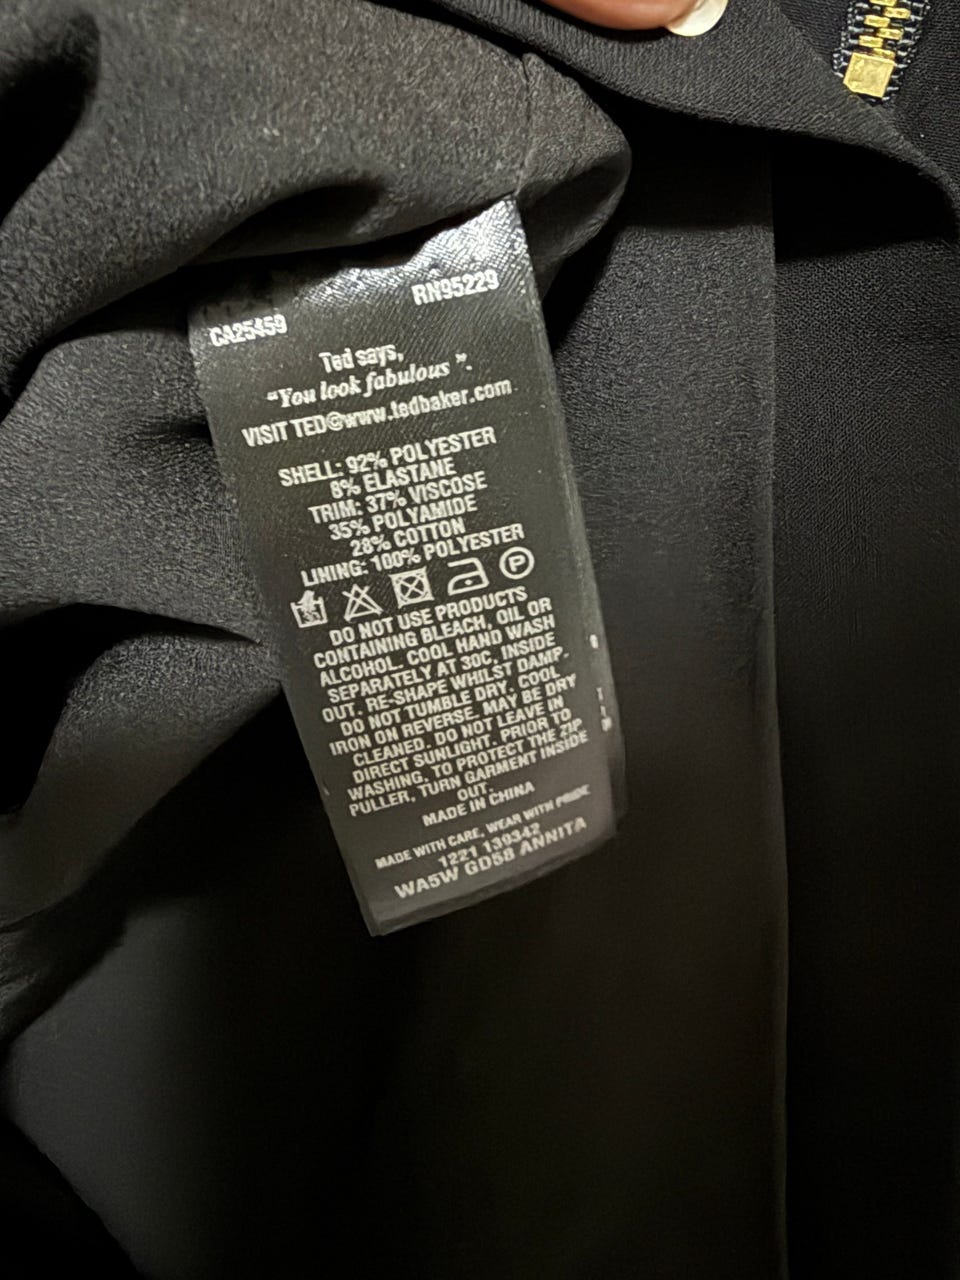 CA25459 RN95229
Ted says,
“You look fabulous”.
VISIT TED@www.tedbaker.com
SHELL: 92% POLYESTER
8% ELASTANE
TRIM: 37% VISCOSE
35% POLYAMIDE
28% COTTON
LINING: 100% POLYESTER
P
DO NOT USE PRODUCTS
CONTAINING BLEACH, OIL OR
ALCOHOL. COOL HAND WASH
SEPARATELY AT 30C, INSIDE
OUT. RE-SHAPE WHILST DAMP.
DO NOT TUMBLE DRY. COOL
IRON ON REVERSE. MAY BE DRY
CLEANED. DO NOT LEAVE IN
DIRECT SUNLIGHT. PRIOR TO
WASHING, TO PROTECT THE ZIP
PULLER, TURN GARMENT INSIDE
OUT.
MADE IN CHINA
MADE WITH CARE, WEAR WITH PRIDE
1221 139342
WA5W GD58 ANNITA